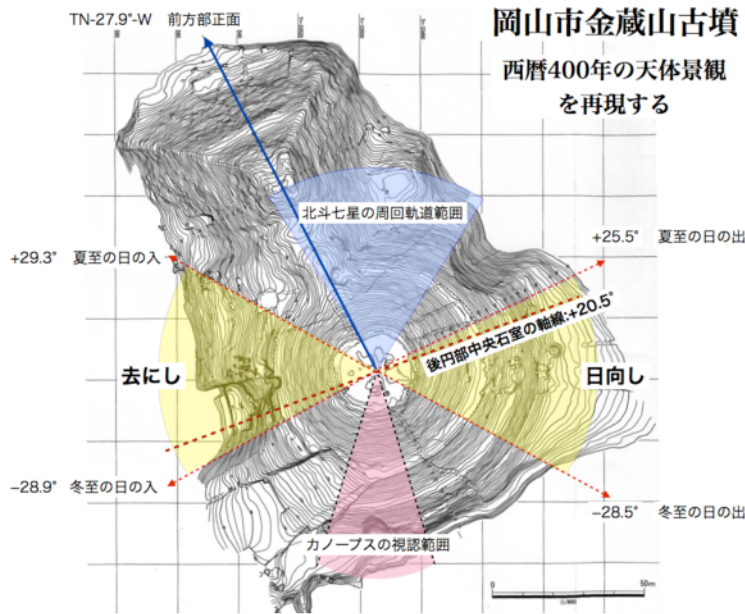 岡山市金蔵山古墳
西暦400年の天体景観
を再現する
TN-27.9°-W 前方部正面
北斗七星の周回軌道範囲
+29.3° 夏至の日の入
+25.5° 夏至の日の出
後円部中央石室の軸線:+20.5°
去にし
日向し
–28.9° 冬至の日の入
–28.5° 冬至の日の出
カノープスの視認範囲
0
50m